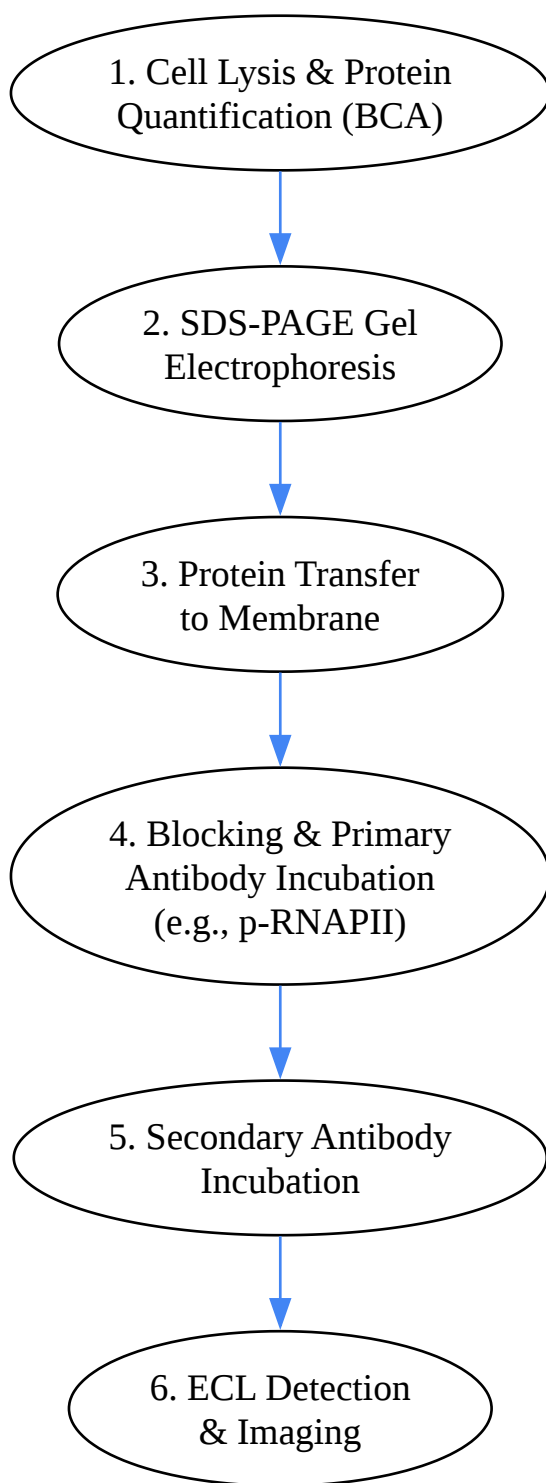 1. Cell Lysis & Protein
Quantification (BCA)
2. SDS-PAGE Gel
Electrophoresis
3. Protein Transfer
to Membrane
4. Blocking & Primary
Antibody Incubation
(e.g., p-RNAPII)
5. Secondary Antibody
Incubation
6. ECL Detection
& Imaging